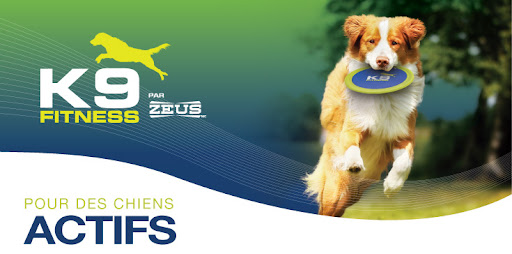 K9
FITNESS
PAR
ZEUS
K9
POUR DES CHIENS
ACTIFS